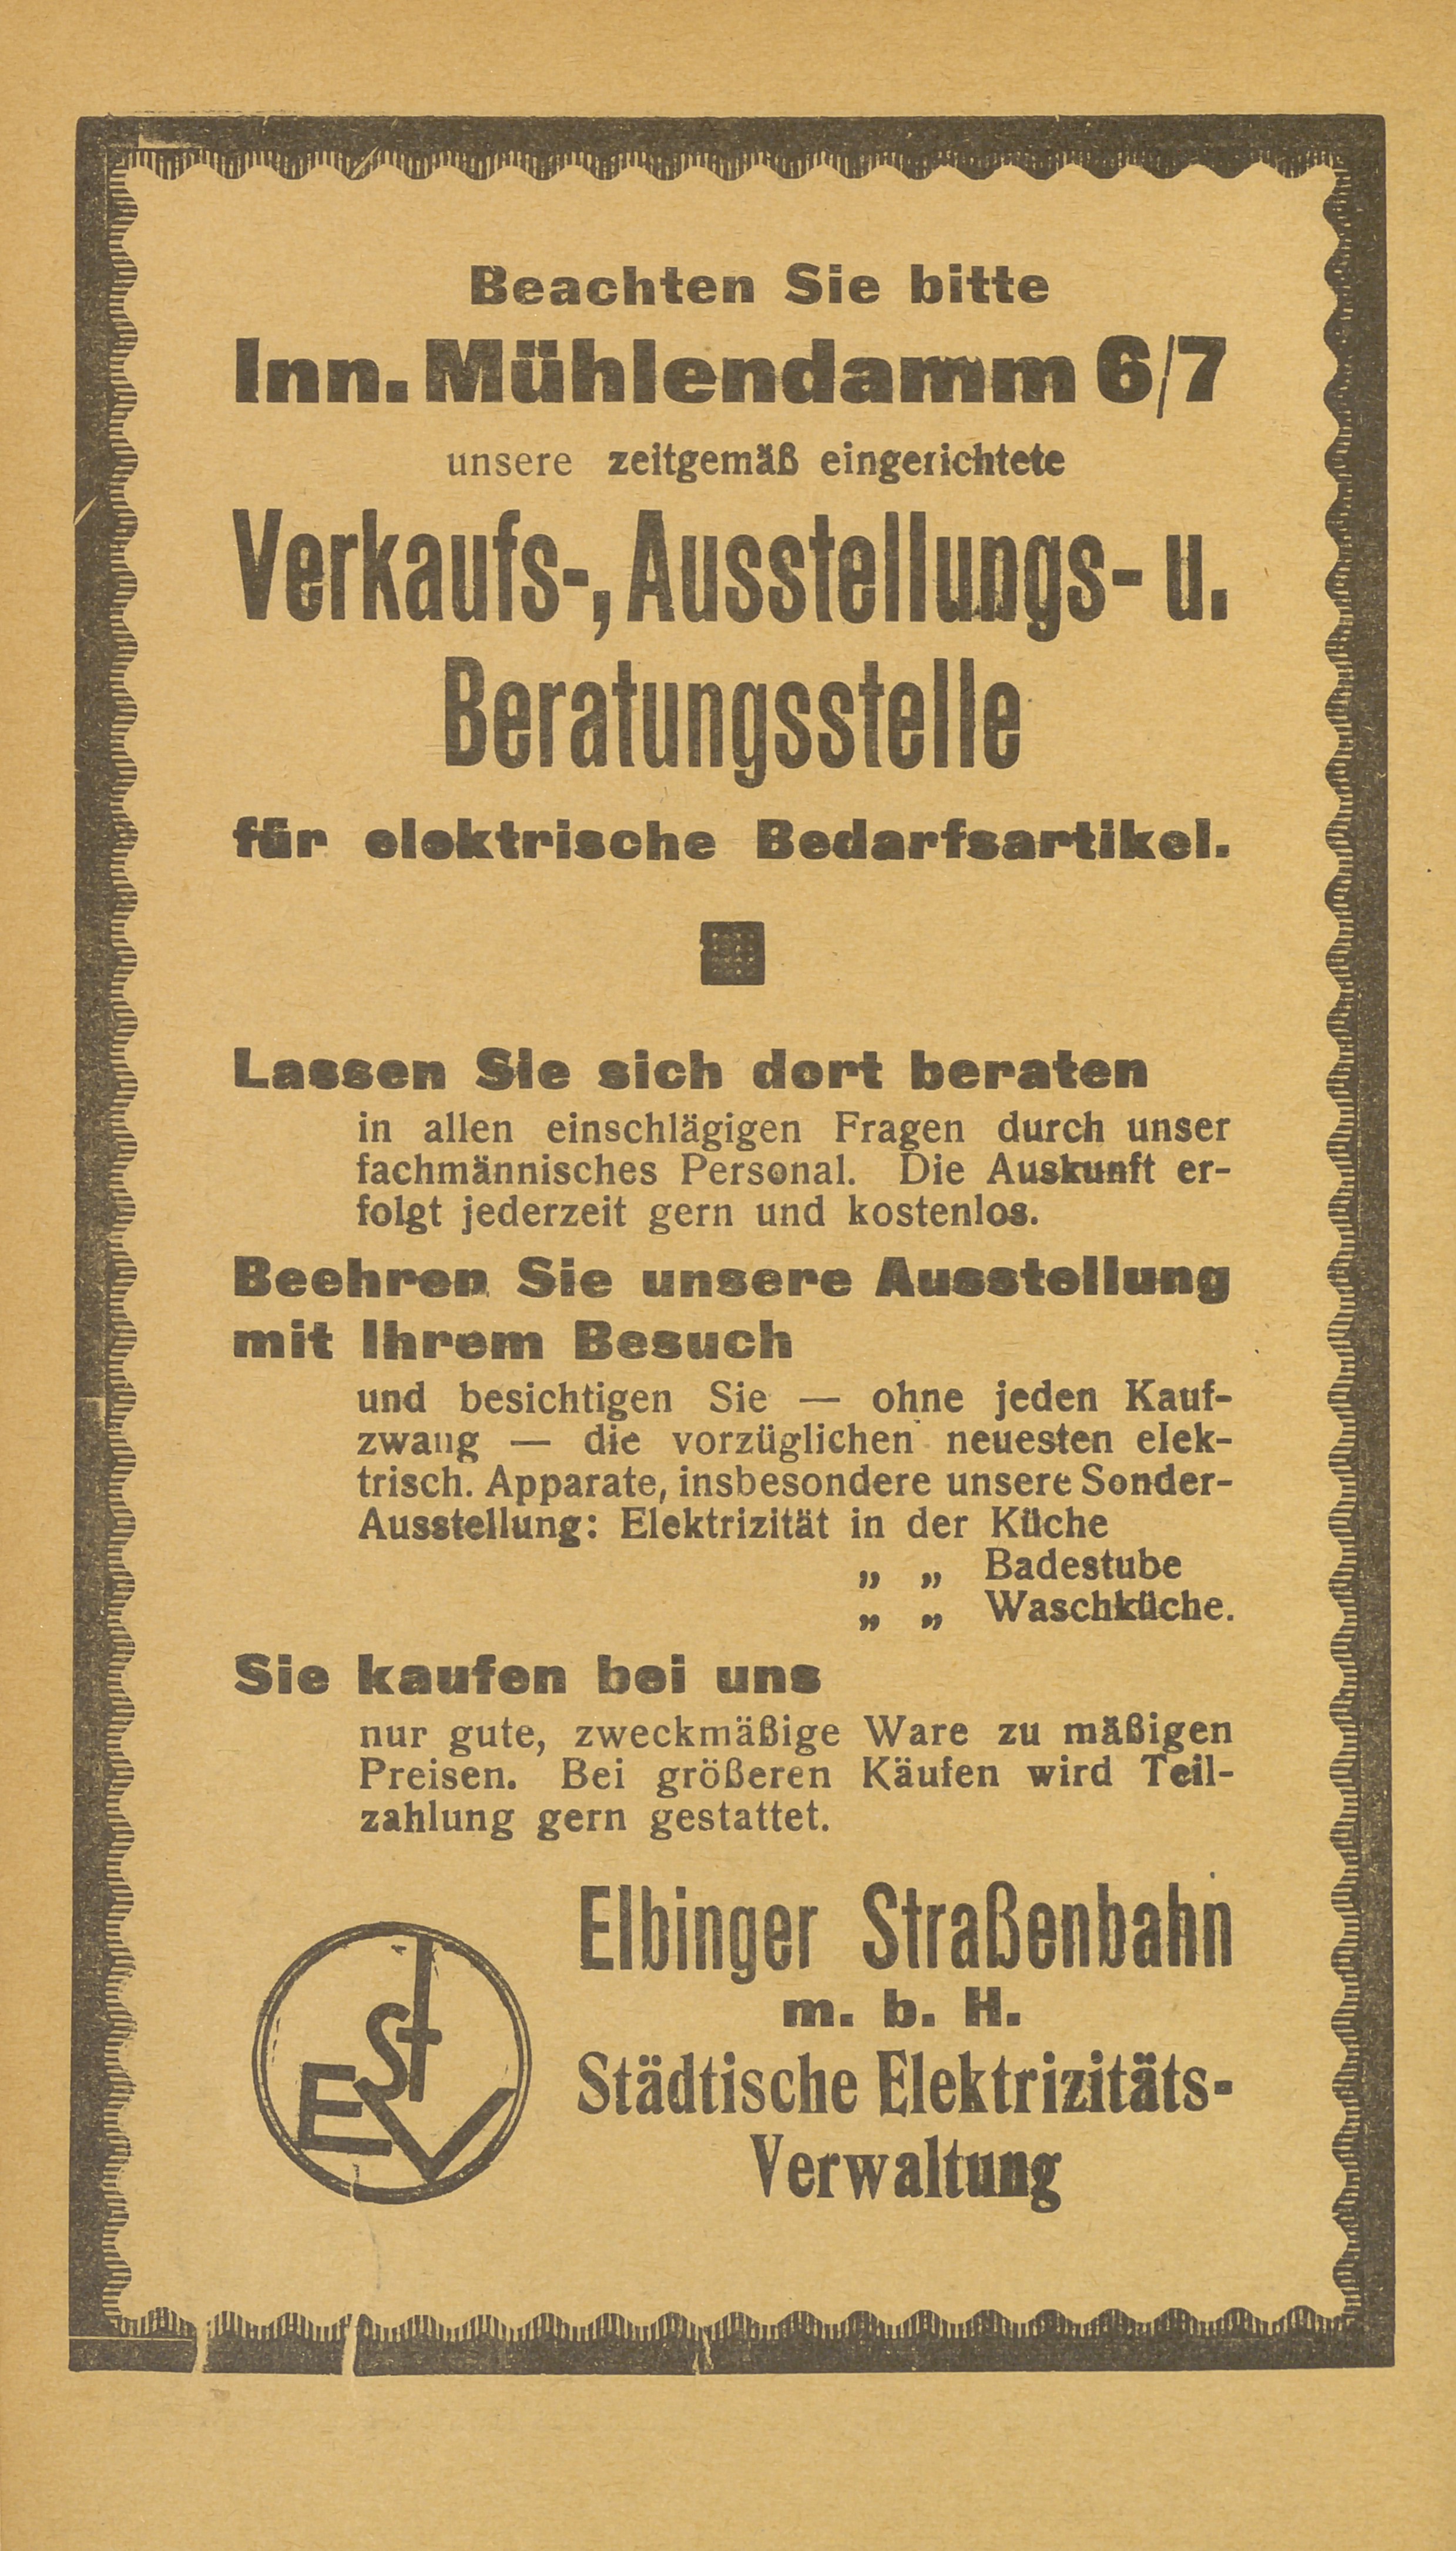 Beachten Sie bitte
Inn. Mühlendamm 6/7
unsere zeitgemäß eingerichtete
Verkaufs-, Ausstellungs- u.
Beratungsstelle
für elektrische Bedarfsartikel.
Lassen Sie sich dort beraten
in allen einschlägigen Fragen durch unser
fachmännisches Personal. Die Auskunft er-
folgt jederzeit gern und kostenlos.
Beehren Sie unsere Ausstellung
mit Ihrem Besuch
und besichtigen Sie — ohne jeden Kauf-
zwang — die vorzüglichen neuesten elek-
trisch. Apparate, insbesondere unsere Sonder-
Ausstellung: Elektrizität in der Küche
„ „ Badestube
„ „ Waschküche.
Sie kaufen bei uns
nur gute, zweckmäßige Ware zu mäßigen
Preisen. Bei größeren Käufen wird Teil-
zahlung gern gestattet.
Elbinger Straßenbahn
m. b. H.
Städtische Elektrizitäts-
Verwaltung
EStV